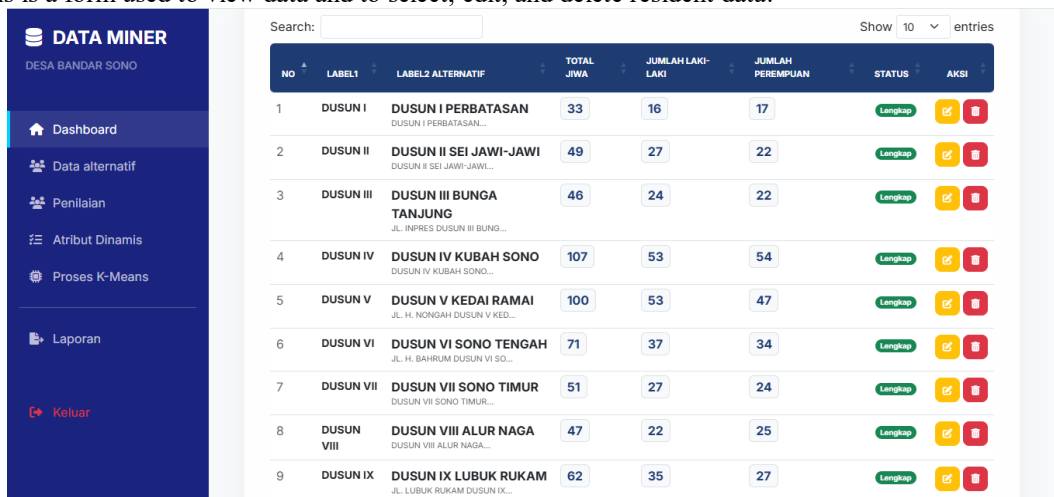 DATA MINER
DESA BANDAR SONO
Dashboard
Data alternatif
Penilaian
Atribut Dinamis
Proses K-Means
Laporan
Keluar
Search:
Show 10 entries
NO LABEL1 LABEL2 ALTERNATIF TOTAL JIWA JUMLAH LAKI-LAKI JUMLAH PEREMPUAN STATUS AKSI
1 DUSUN I DUSUN I PERBATASAN 33 16 17 Lengkap
DUSUN I PERBATASAN...
2 DUSUN II DUSUN II SEI JAWI-JAWI 49 27 22 Lengkap
DUSUN II SEI JAWI-JAWI...
3 DUSUN III DUSUN III BUNGA TANJUNG 46 24 22 Lengkap
JL. INPRES DUSUN III BUNG...
4 DUSUN IV DUSUN IV KUBAH SONO 107 53 54 Lengkap
DUSUN IV KUBAH SONO...
5 DUSUN V DUSUN V KEDAI RAMAI 100 53 47 Lengkap
JL. H. NONGAH DUSUN V KED...
6 DUSUN VI DUSUN VI SONO TENGAH 71 37 34 Lengkap
JL. H. BAHRUM DUSUN VI SO...
7 DUSUN VII DUSUN VII SONO TIMUR 51 27 24 Lengkap
DUSUN VII SONO TIMUR...
8 DUSUN VIII DUSUN VIII ALUR NAGA 47 22 25 Lengkap
DUSUN VIII ALUR NAGA...
9 DUSUN IX DUSUN IX LUBUK RUKAM 62 35 27 Lengkap
JL. LUBUK RUKAM DUSUN IX...